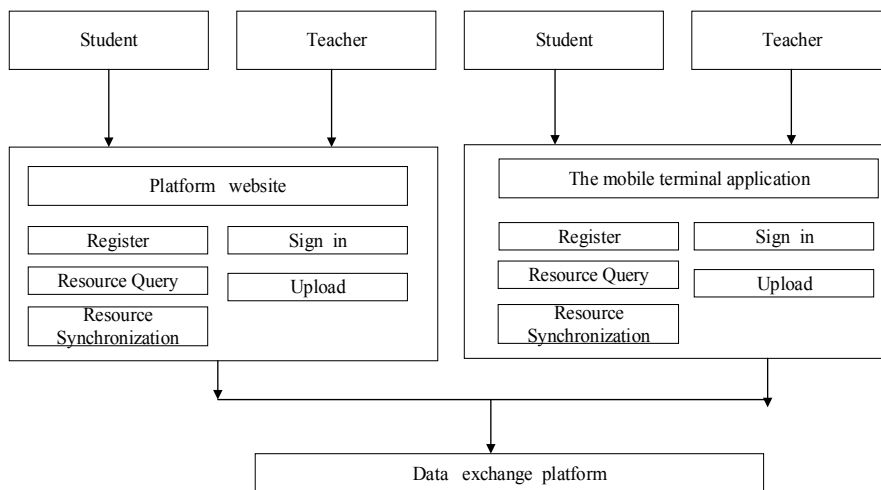 Student
Teacher
Student
Teacher
Platform website
Register
Sign in
Resource Query
Upload
Resource
Synchronization
The mobile terminal application
Register
Sign in
Resource Query
Upload
Resource
Synchronization
Data exchange platform